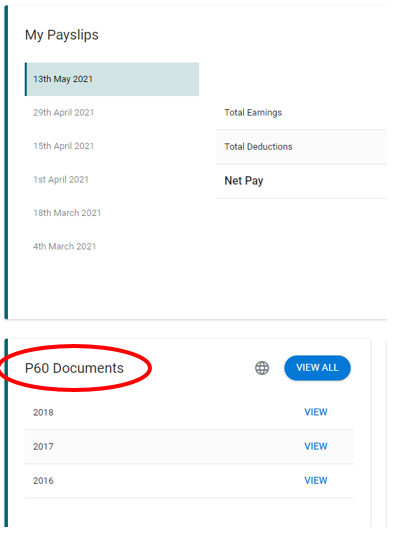 My Payslips
13th May 2021
29th April 2021
Total Earnings
15th April 2021
Total Deductions
1st April 2021
Net Pay
18th March 2021
4th March 2021
P60 Documents
VIEW ALL
2018
VIEW
2017
VIEW
2016
VIEW